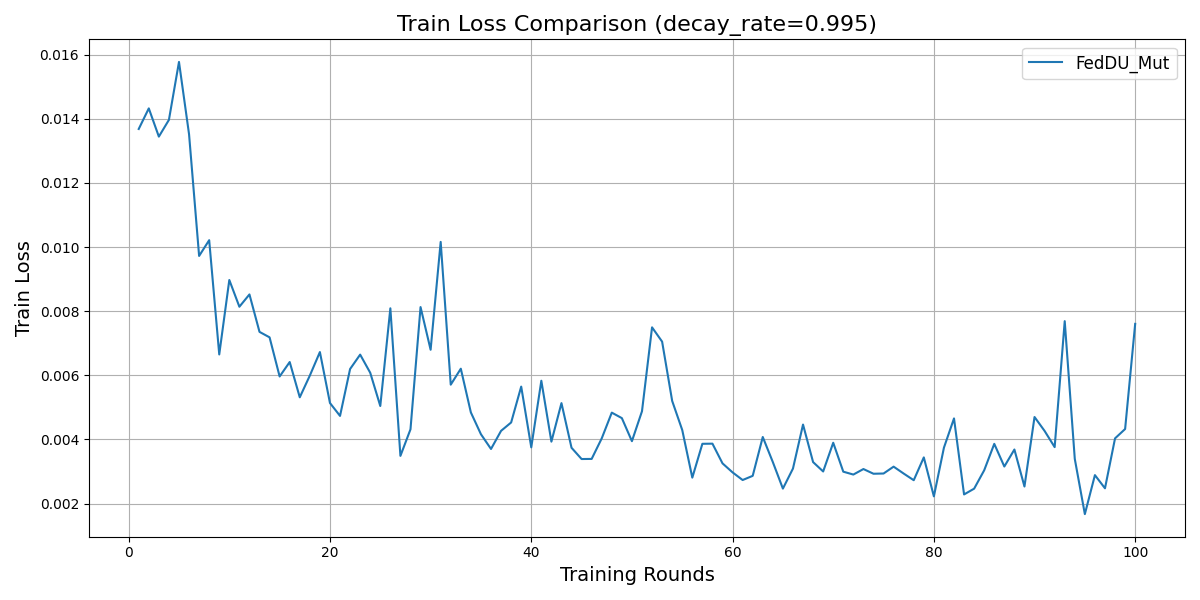 Train Loss Comparison (decay_rate=0.995)
FedDU_Mut
Train Loss
0.016
0.014
0.012
0.010
0.008
0.006
0.004
0.002
0 20 40 60 80 100
Training Rounds